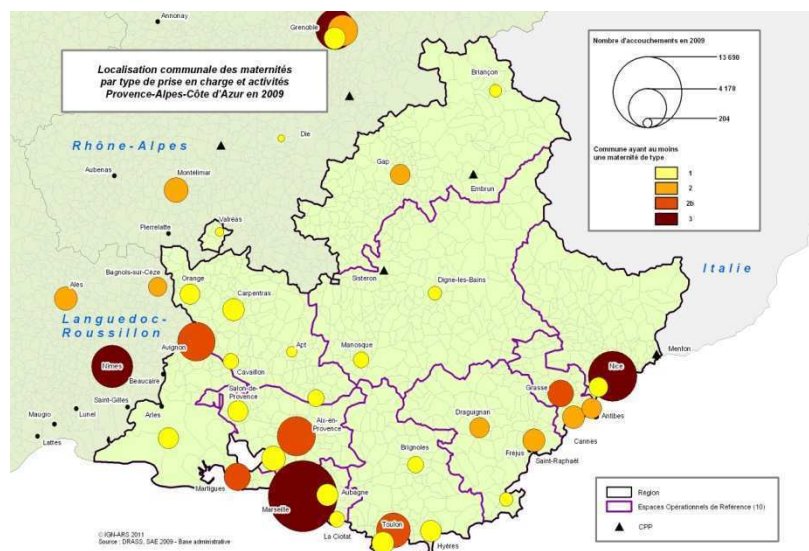 Annonay
Grenoble
Localisation communale des maternités
par type de prise en charge et activités
Provence-Alpes-Côte d'Azur en 2009
Nombre d'accouchements en 2009
13 690
4 178
204
Commune ayant au moins
une maternité de type
1
2
2b
3
Briançon
Die
Rhône-Alpes
Aubenas
Montélimar
Gap
Embrun
Pierrelatte
Valréas
Italie
Bagnols-sur-Cèze
Orange
Sisteron
Digne-les-Bains
Alès
Carpentras
Languedoc-
Roussillon
Avignon
Apt
Manosque
Menton
Nîmes
Nice
Beaucaire
Cavaillon
Grasse
Saint-Gilles
Salon-de-
Provence
Mauguio
Lunel
Arles
Draguignan
Antibes
Lattes
Aix-en-
Provence
Cannes
Brignoles
Fréjus
Saint-Raphaël
Martigues
Aubagne
Marseille
La Ciotat
Toulon
Hyères
Région
Espaces Opérationnels de Référence (10)
CPP
© IGN-ARS 2011
Source : DRASS, SAE 2009 - Base administrative